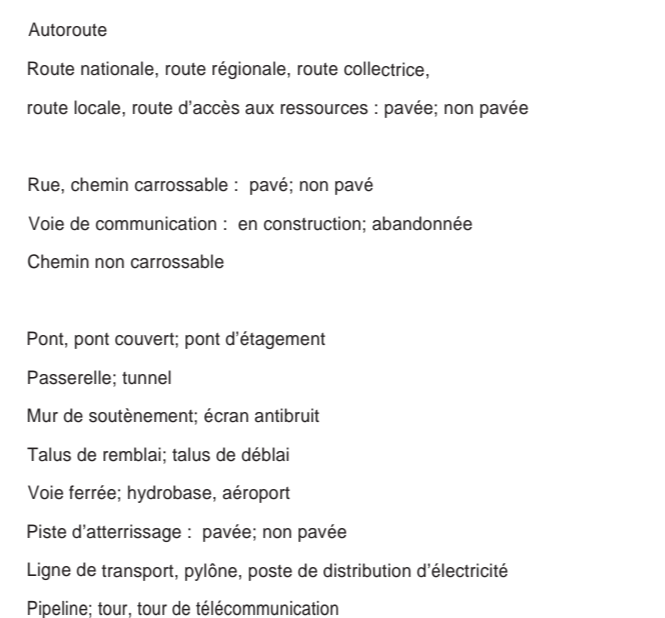 Autoroute
Route nationale, route régionale, route collectrice,
route locale, route d'accès aux ressources : pavée; non pavée
Rue, chemin carrossable : pavé; non pavé
Voie de communication : en construction; abandonnée
Chemin non carrossable
Pont, pont couvert; pont d'étagement
Passerelle; tunnel
Mur de soutènement; écran antibruit
Talus de remblai; talus de déblai
Voie ferrée; hydrobase, aéroport
Piste d'atterrissage : pavée; non pavée
Ligne de transport, pylône, poste de distribution d'électricité
Pipeline; tour, tour de télécommunication